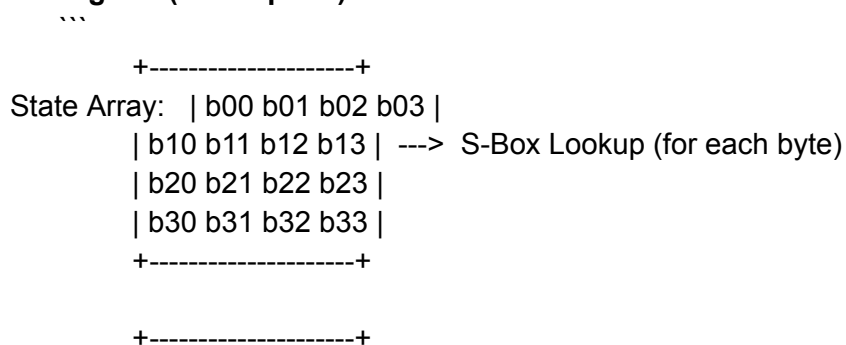 ```
+---------------------+
State Array: | b00 b01 b02 b03 |
| b10 b11 b12 b13 | ---> S-Box Lookup (for each byte)
| b20 b21 b22 b23 |
| b30 b31 b32 b33 |
+---------------------+
+---------------------+